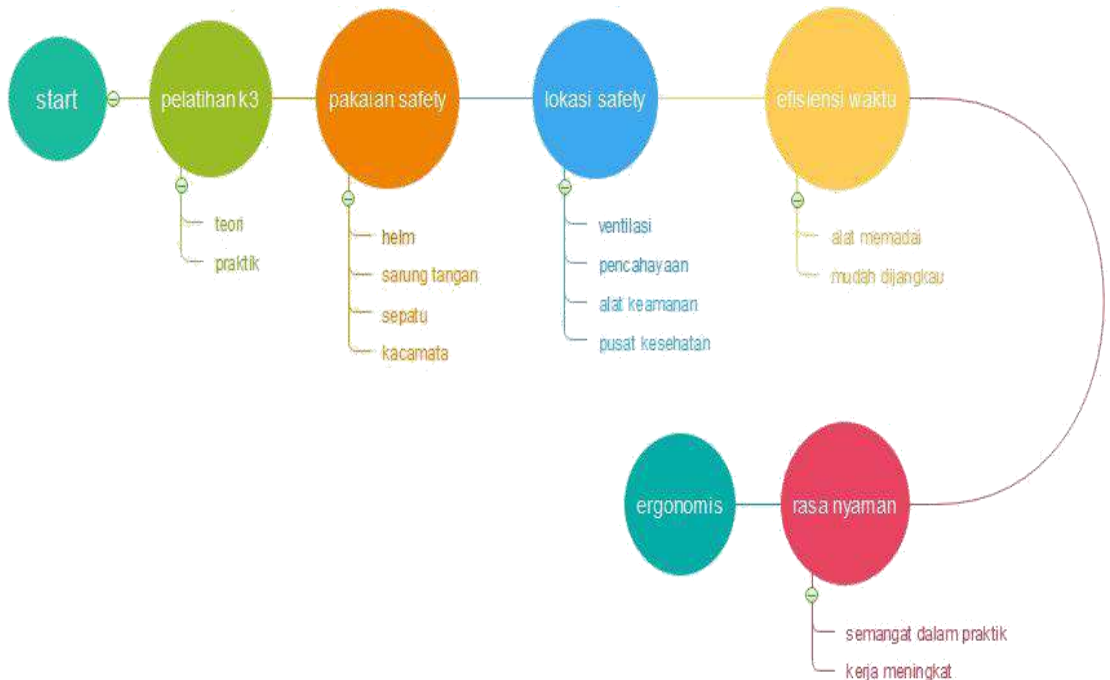 start
pelatihan k3
teori
praktik
pakaian safety
helm
sarung tangan
sepatu
kacamata
lokasi safety
ventilasi
pencahayaan
alat keamanan
pusat kesehatan
efisiensi waktu
alat memadai
mudah dijangkau
rasa nyaman
semangat dalam praktik
kerja meningkat
ergonomis